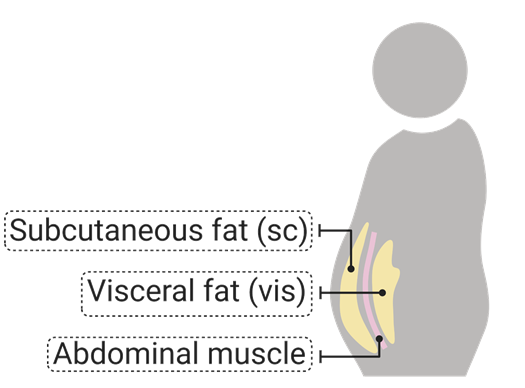 Subcutaneous fat (sc)
Visceral fat (vis)
Abdominal muscle